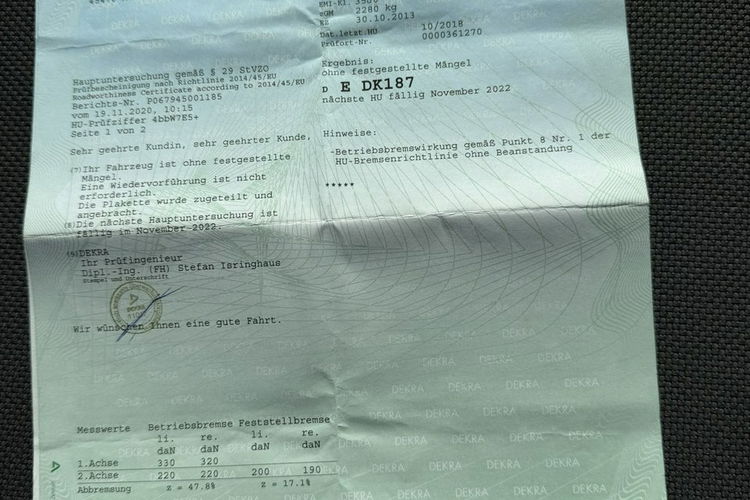 zGM 2280 kg
EZ 30.10.2013
Dat.letzt.HU 10/2018
Prüfort-Nr. 0000361270
Ergebnis:
ohne festgestellte Mängel
D E DK187
nächste HU fällig November 2022
Hinweise:
-Betriebsbremswirkung gemäß Punkt 8 Nr. 1 der
HU-Bremsenrichtlinie ohne Beanstandung
*****
Hauptuntersuchung gemäß § 29 StVZO
Prüfbescheinigung nach Richtlinie 2014/45/EU
Roadworthiness Certificate according to 2014/45/EU
Berichts-Nr. P067945001185
vom 19.11.2020, 10:15
HU-Prüfziffer 4bbW7E5+
Seite 1 von 2
Sehr geehrte Kundin, sehr geehrter Kunde,
(7)Ihr Fahrzeug ist ohne festgestellte
Mängel.
Eine Wiedervorführung ist nicht
erforderlich.
Die Plakette wurde zugeteilt und
angebracht.
(8)Die nächste Hauptuntersuchung ist
fällig im November 2022.
(9)DEKRA
Ihr Prüfingenieur
Dipl.-Ing. (FH) Stefan Isringhaus
Stempel und Unterschrift
DEKRA
Wir wünschen Ihnen eine gute Fahrt.
Messwerte Betriebsbremse Feststellbremse
li. re. li. re.
daN daN daN daN
1.Achse 330 320
2.Achse 220 220 200 190
Abbremsung z = 47.8% z = 17.1%